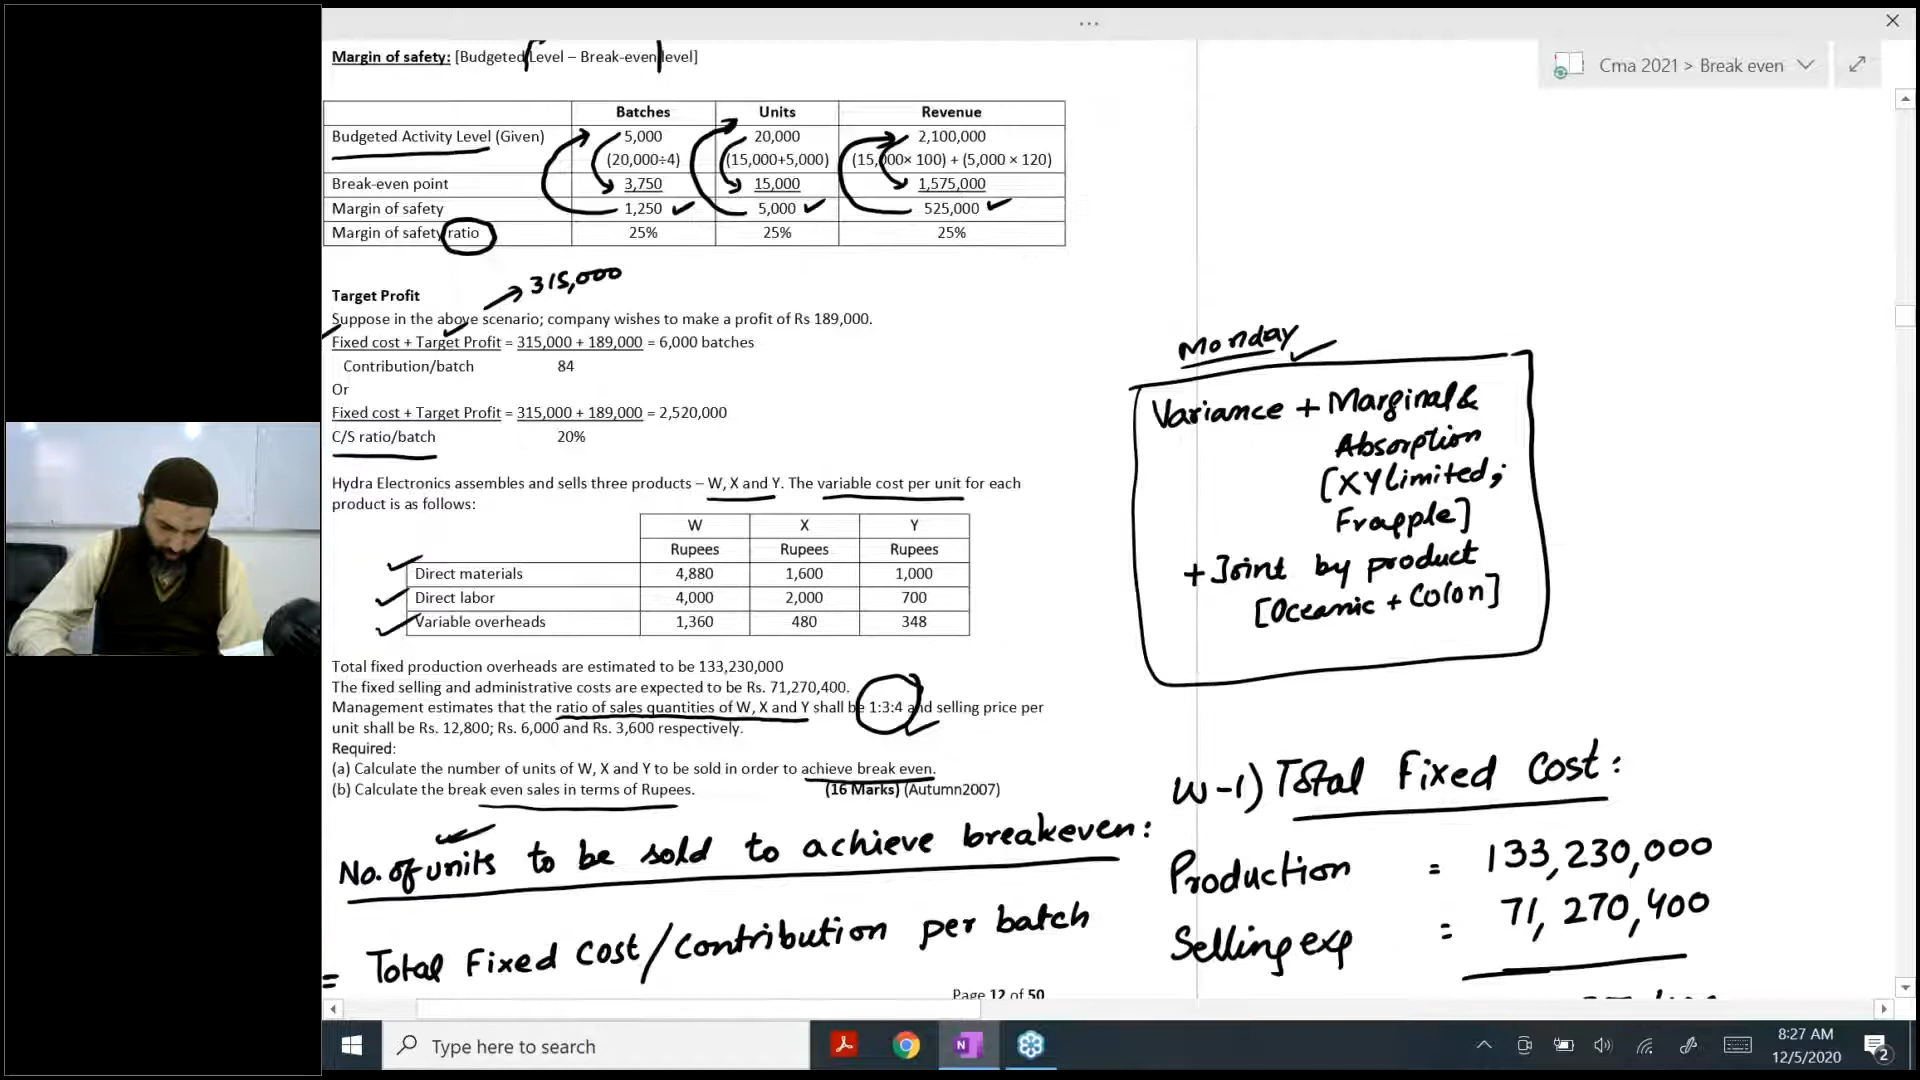 Cma 2021 > Break even
Margin of safety: [Budgeted Level – Break-even level]
Batches Units Revenue
Budgeted Activity Level (Given) 5,000 20,000 2,100,000
(20,000÷4) (15,000+5,000) (15,000× 100) + (5,000 × 120)
Break-even point 3,750 15,000 1,575,000
Margin of safety 1,250 5,000 525,000
Margin of safety ratio 25% 25% 25%
315,000
Target Profit
Suppose in the above scenario; company wishes to make a profit of Rs 189,000.
Fixed cost + Target Profit = 315,000 + 189,000 = 6,000 batches
Contribution/batch 84
Or
Fixed cost + Target Profit = 315,000 + 189,000 = 2,520,000
C/S ratio/batch 20%
Hydra Electronics assembles and sells three products – W, X and Y. The variable cost per unit for each
product is as follows:
W X Y
Rupees Rupees Rupees
Direct materials 4,880 1,600 1,000
Direct labor 4,000 2,000 700
Variable overheads 1,360 480 348
Total fixed production overheads are estimated to be 133,230,000
The fixed selling and administrative costs are expected to be Rs. 71,270,400.
Management estimates that the ratio of sales quantities of W, X and Y shall be 1:3:4 and selling price per
unit shall be Rs. 12,800; Rs. 6,000 and Rs. 3,600 respectively.
Required:
(a) Calculate the number of units of W, X and Y to be sold in order to achieve break even.
(b) Calculate the break even sales in terms of Rupees. (16 Marks) (Autumn2007)
No. of units to be sold to achieve breakeven:
= Total Fixed Cost/Contribution per batch
Page 12 of 50
Monday
Variance + Marginal &
Absorption
[XY limited;
Frapple]
+ Joint by product
[Oceanic + Colon]
W-1) Total Fixed Cost:
Production = 133,230,000
Selling exp = 71,270,400
Type here to search
8:27 AM
12/5/2020
2